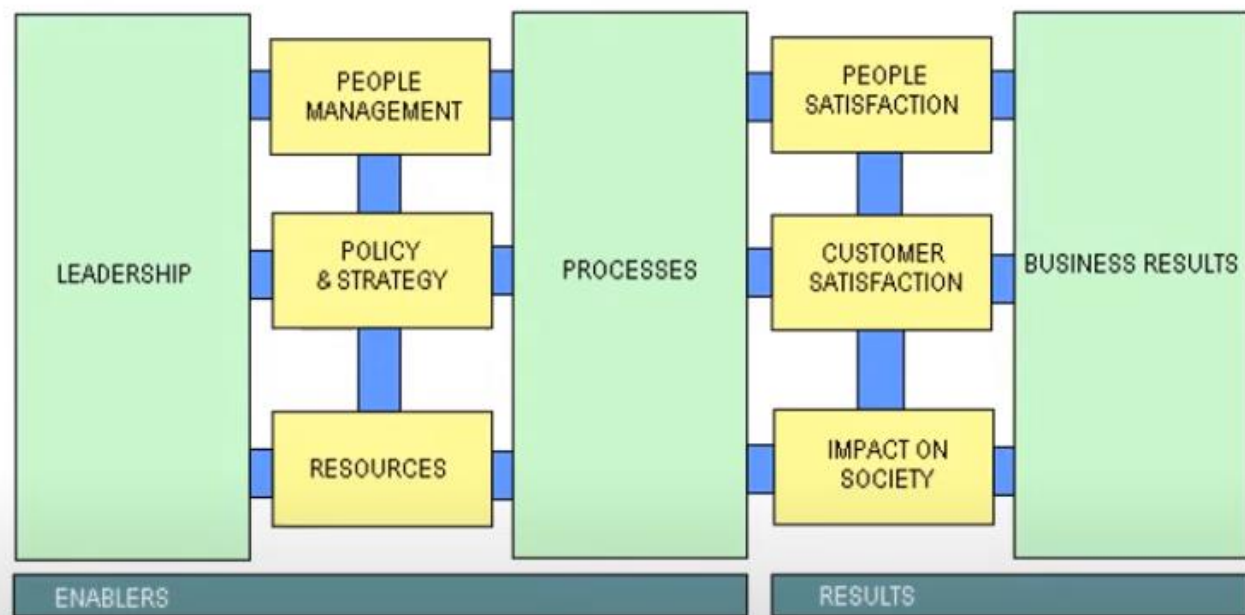 LEADERSHIP
PEOPLE
MANAGEMENT
POLICY
& STRATEGY
RESOURCES
PROCESSES
PEOPLE
SATISFACTION
CUSTOMER
SATISFACTION
IMPACT ON
SOCIETY
BUSINESS RESULTS
ENABLERS
RESULTS